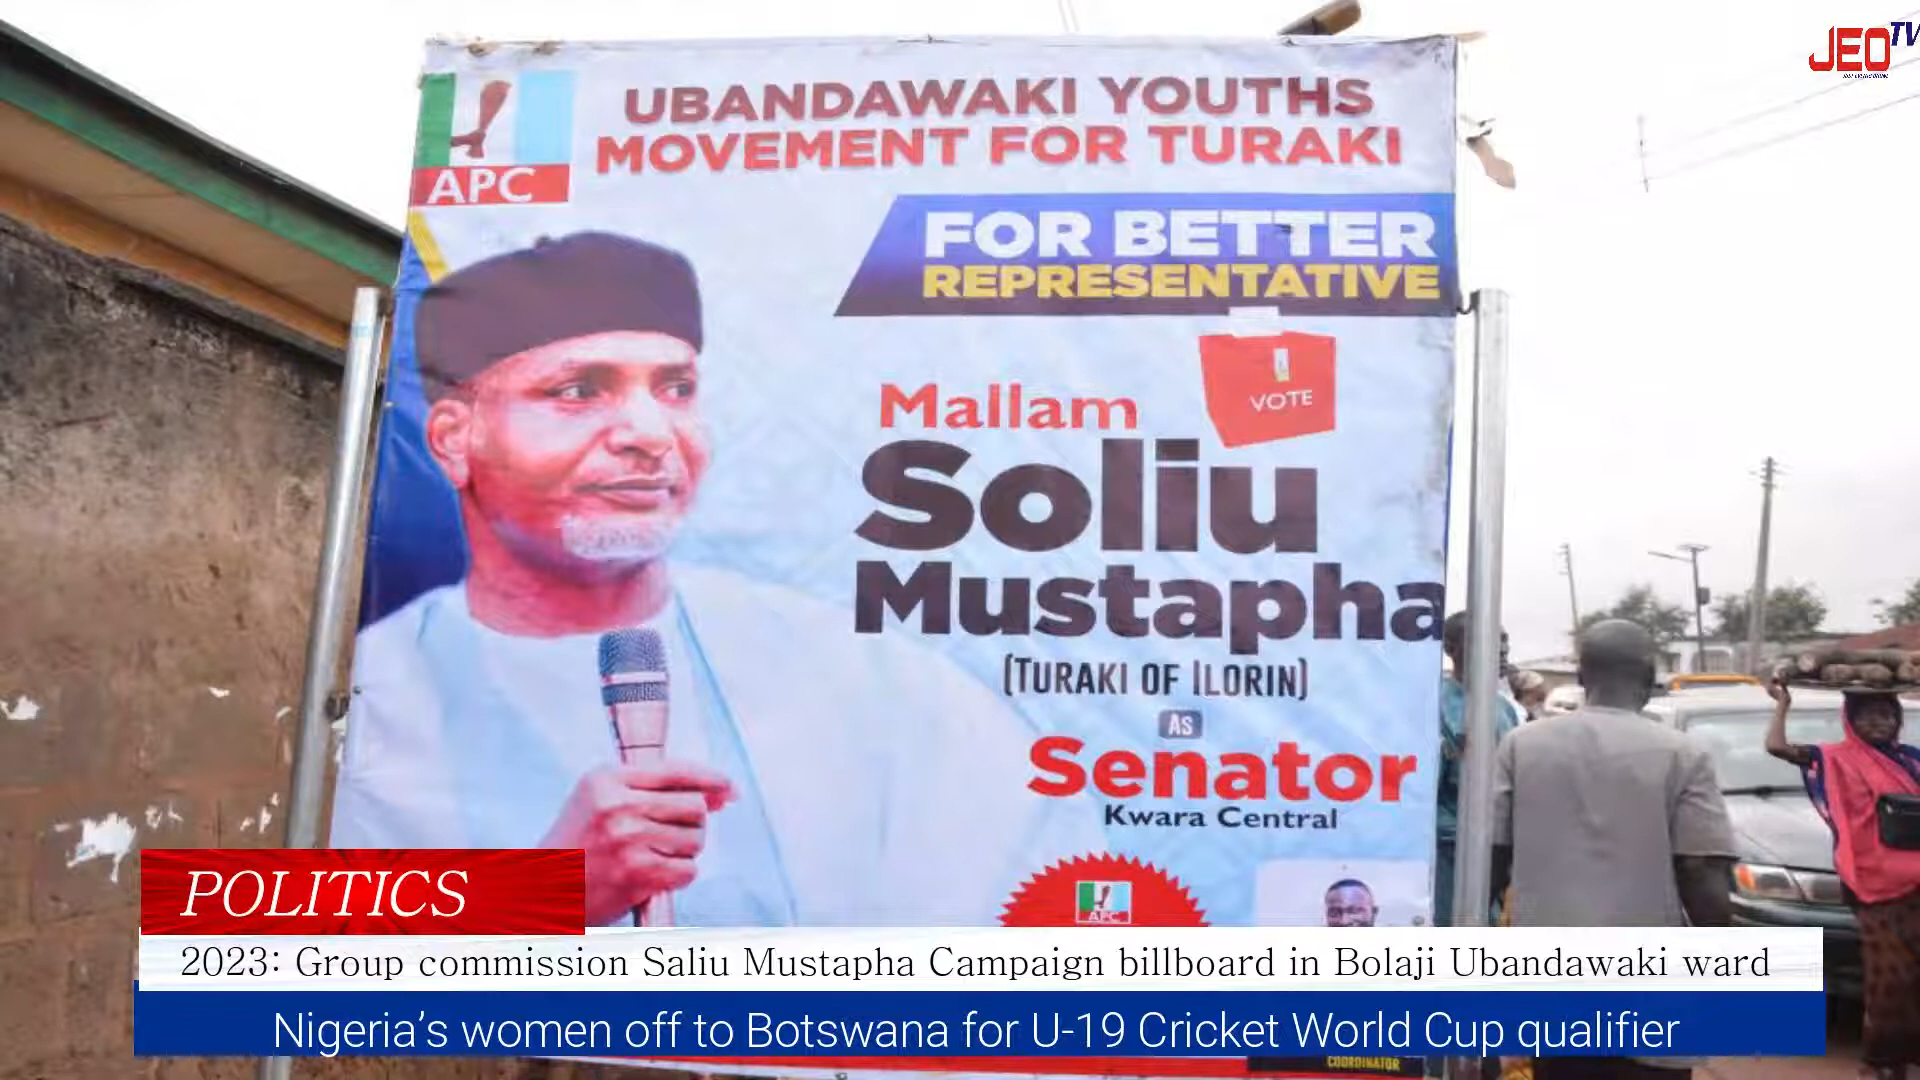 JEO TV
UBANDAWAKI YOUTHS
MOVEMENT FOR TURAKI
APC
FOR BETTER
REPRESENTATIVE
VOTE
Mallam
Soliu
Mustapha
(TURAKI OF ILORIN)
AS
Senator
Kwara Central
APC
POLITICS
2023: Group commission Saliu Mustapha Campaign billboard in Bolaji Ubandawaki ward
Nigeria’s women off to Botswana for U-19 Cricket World Cup qualifier
COORDINATOR